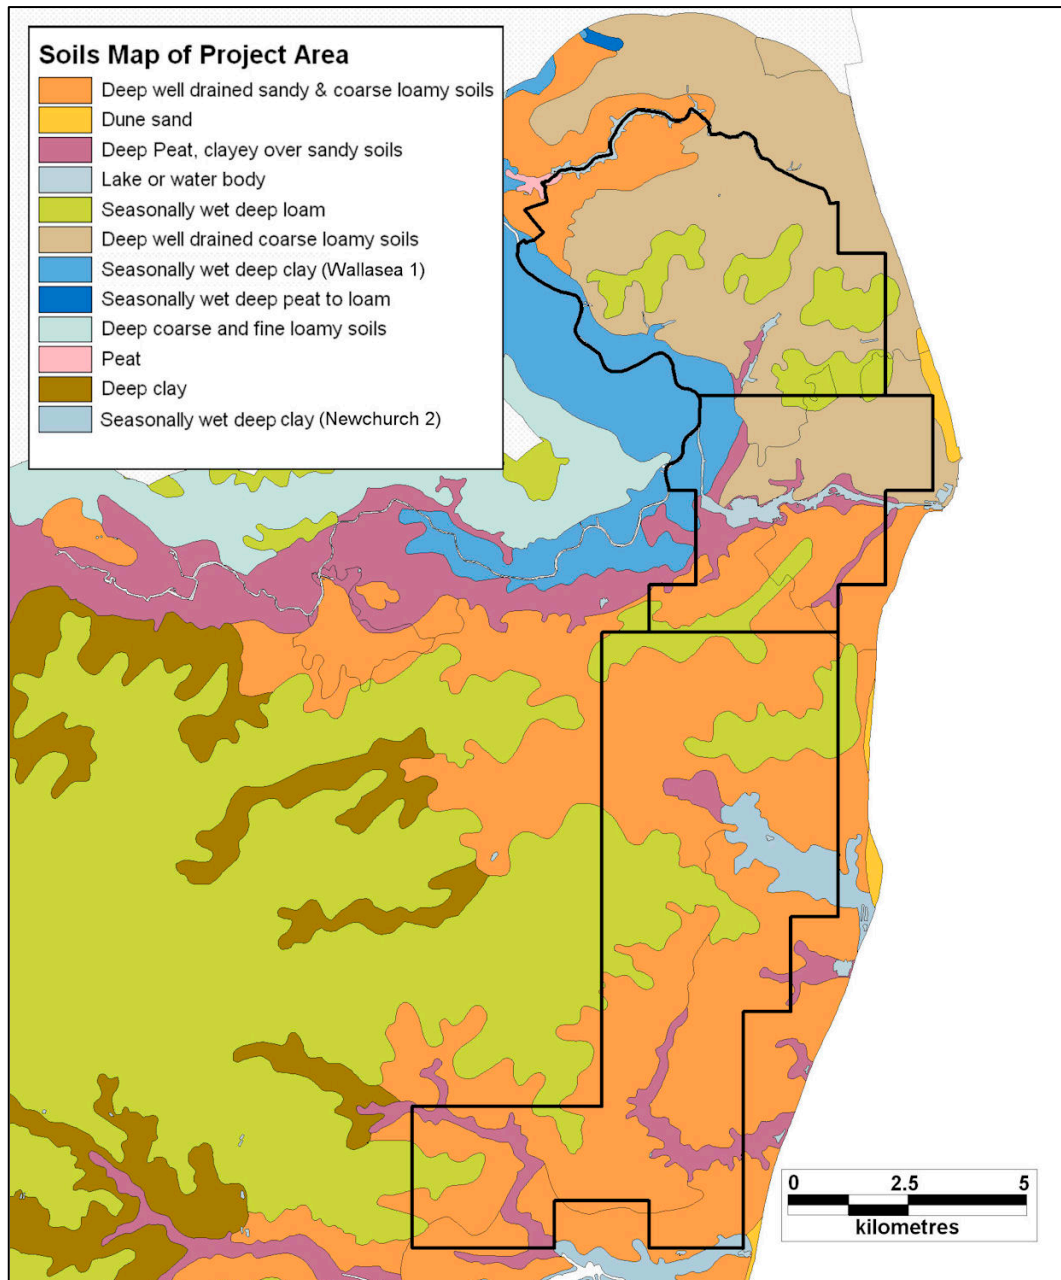 Soils Map of Project Area
Deep well drained sandy & coarse loamy soils
Dune sand
Deep Peat, clayey over sandy soils
Lake or water body
Seasonally wet deep loam
Deep well drained coarse loamy soils
Seasonally wet deep clay (Wallasea 1)
Seasonally wet deep peat to loam
Deep coarse and fine loamy soils
Peat
Deep clay
Seasonally wet deep clay (Newchurch 2)
0 2.5 5
kilometres